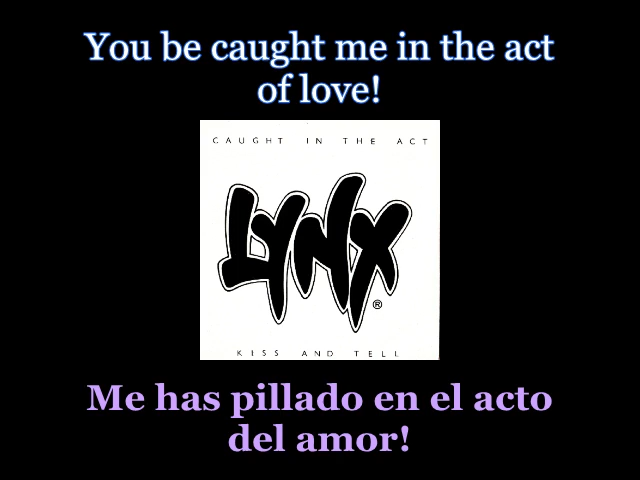 You be caught me in the act
of love!
CAUGHT IN THE ACT
LYNX
®
KISS AND TELL
Me has pillado en el acto
del amor!